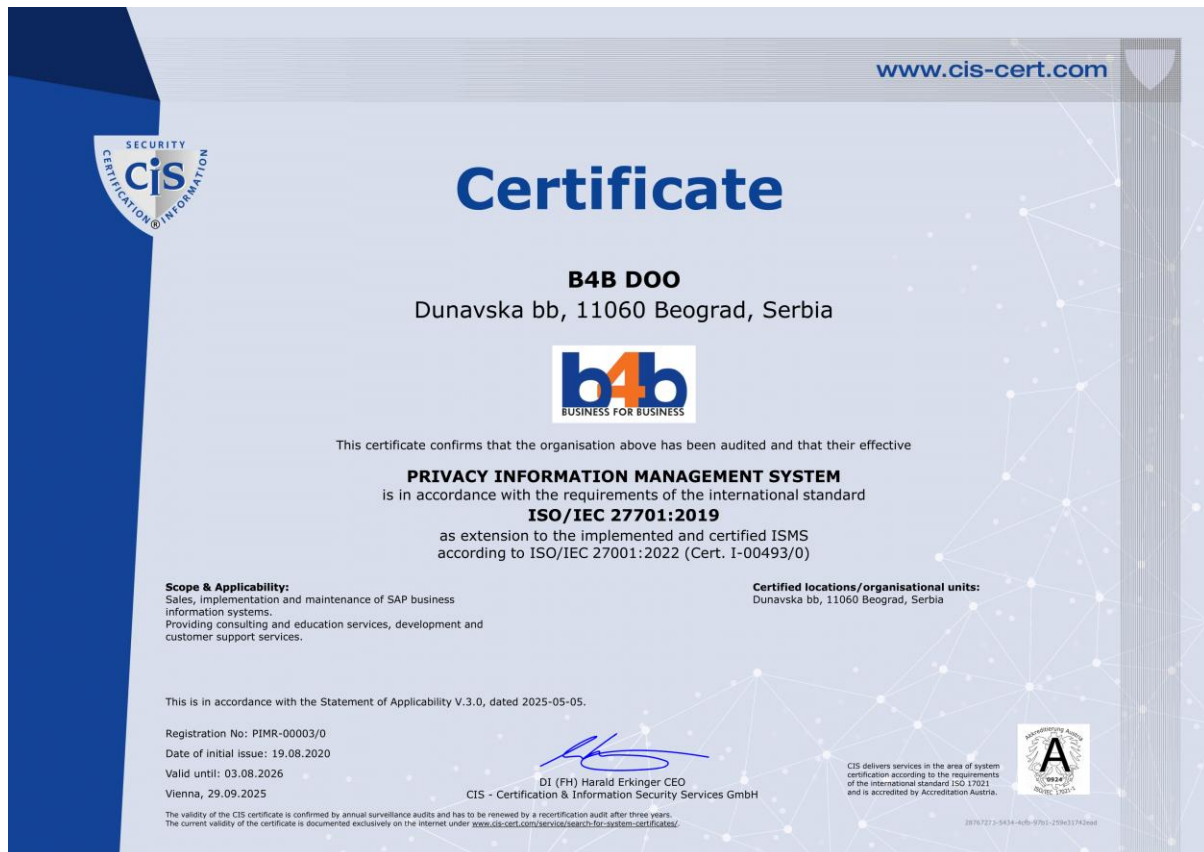 www.cis-cert.com
SECURITY
CERTIFICATION
INFORMATION
CiS
®
Certificate
B4B DOO
Dunavska bb, 11060 Beograd, Serbia
b4b
BUSINESS FOR BUSINESS
This certificate confirms that the organisation above has been audited and that their effective
PRIVACY INFORMATION MANAGEMENT SYSTEM
is in accordance with the requirements of the international standard
ISO/IEC 27701:2019
as extension to the implemented and certified ISMS
according to ISO/IEC 27001:2022 (Cert. I-00493/0)
Scope & Applicability:
Sales, implementation and maintenance of SAP business
information systems.
Providing consulting and education services, development and
customer support services.
Certified locations/organisational units:
Dunavska bb, 11060 Beograd, Serbia
This is in accordance with the Statement of Applicability V.3.0, dated 2025-05-05.
Registration No: PIMR-00003/0
Date of initial issue: 19.08.2020
Valid until: 03.08.2026
Vienna, 29.09.2025
DI (FH) Harald Erkinger CEO
CIS - Certification & Information Security Services GmbH
CIS delivers services in the area of system
certification according to the requirements
of the international standard ISO 17021
and is accredited by Accreditation Austria.
Akkreditierung Austria
A
0924
ISO/IEC 17021-1
The validity of the CIS certificate is confirmed by annual surveillance audits and has to be renewed by a recertification audit after three years.
The current validity of the certificate is documented exclusively on the internet under www.cis-cert.com/service/search-for-system-certificates/.